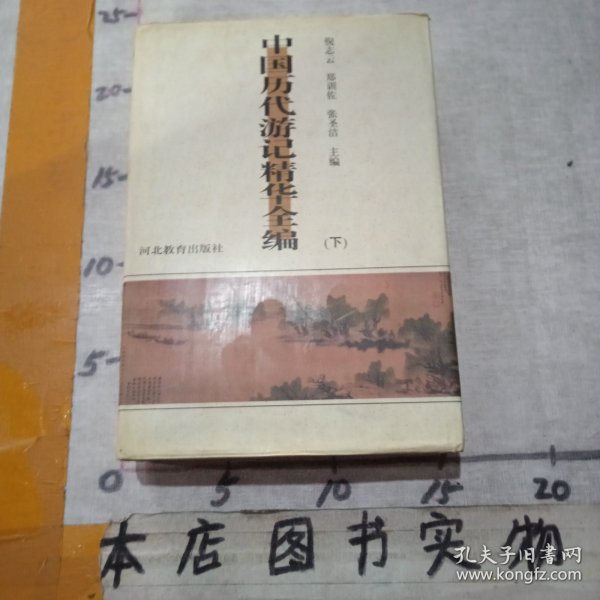 倪志云 郑训佐 张圣洁 主编
中国历代游记精华全编
(下)
河北教育出版社
25
15
10
5
0 5 10 15 20
本店图书实物
孔夫子旧书网
www.kongfz.com